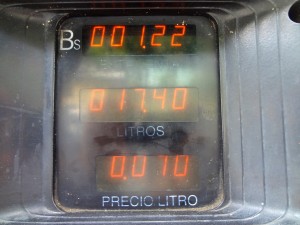 Bs 001.22
017.40
LITROS
0.070
PRECIO LITRO